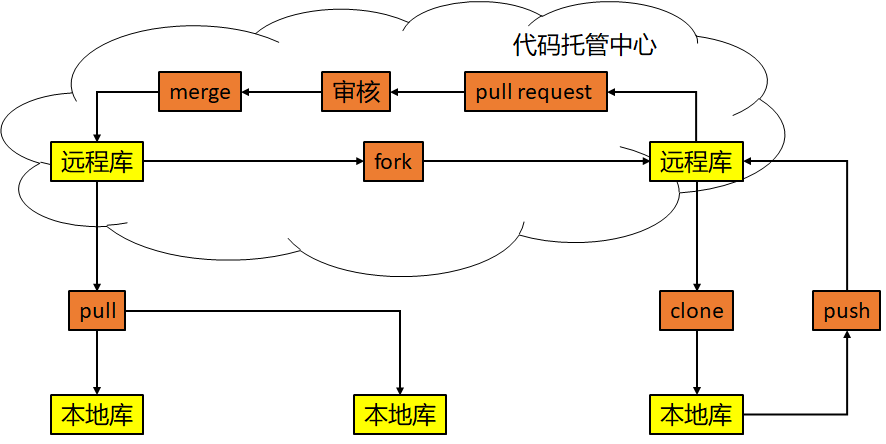 代码托管中心
merge
审核
pull request
远程库
fork
远程库
pull
clone
push
本地库
本地库
本地库